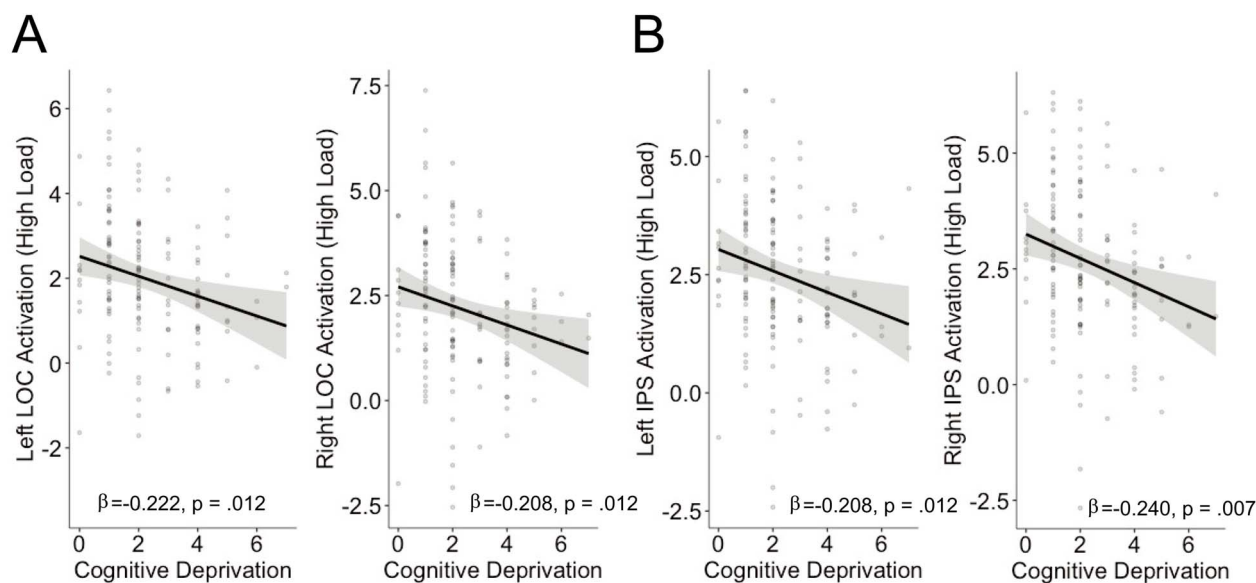 A
B
Left LOC Activation (High Load)
6
4
2
0
-2
β=-0.222, p = .012
0 2 4 6
Cognitive Deprivation
Right LOC Activation (High Load)
7.5
5.0
2.5
0.0
-2.5
β=-0.208, p = .012
0 2 4 6
Cognitive Deprivation
Left IPS Activation (High Load)
5.0
2.5
0.0
-2.5
β=-0.208, p = .012
0 2 4 6
Cognitive Deprivation
Right IPS Activation (High Load)
5.0
2.5
0.0
-2.5
β=-0.240, p = .007
0 2 4 6
Cognitive Deprivation